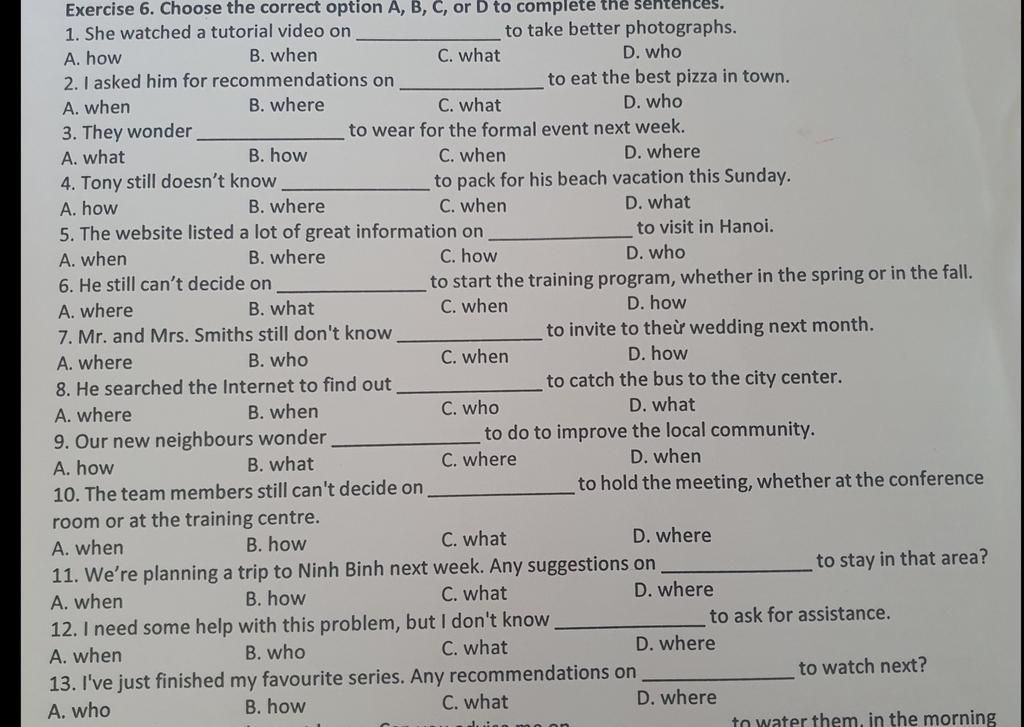 Exercise 6. Choose the correct option A, B, C, or D to complete the sentences.
1. She watched a tutorial video on _______________ to take better photographs.
A. how B. when C. what D. who
2. I asked him for recommendations on _______________ to eat the best pizza in town.
A. when B. where C. what D. who
3. They wonder _______________ to wear for the formal event next week.
A. what B. how C. when D. where
4. Tony still doesn't know _______________ to pack for his beach vacation this Sunday.
A. how B. where C. when D. what
5. The website listed a lot of great information on _______________ to visit in Hanoi.
A. when B. where C. how D. who
6. He still can't decide on _______________ to start the training program, whether in the spring or in the fall.
A. where B. what C. when D. how
7. Mr. and Mrs. Smiths still don't know _______________ to invite to theừ wedding next month.
A. where B. who C. when D. how
8. He searched the Internet to find out _______________ to catch the bus to the city center.
A. where B. when C. who D. what
9. Our new neighbours wonder _______________ to do to improve the local community.
A. how B. what C. where D. when
10. The team members still can't decide on _______________ to hold the meeting, whether at the conference
room or at the training centre.
A. when B. how C. what D. where
11. We're planning a trip to Ninh Binh next week. Any suggestions on _______________ to stay in that area?
A. when B. how C. what D. where
12. I need some help with this problem, but I don't know _______________ to ask for assistance.
A. when B. who C. what D. where
13. I've just finished my favourite series. Any recommendations on _______________ to watch next?
A. who B. how C. what D. where
to water them, in the morning